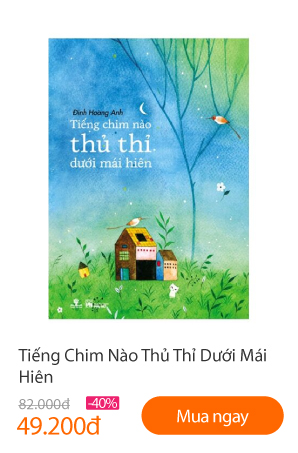 Đinh Hoàng Anh
Tiếng chim nào
thủ thỉ
dưới mái hiên
Tiếng Chim Nào Thủ Thỉ Dưới Mái
Hiên
82.000đ -40%
49.200đ
Mua ngay